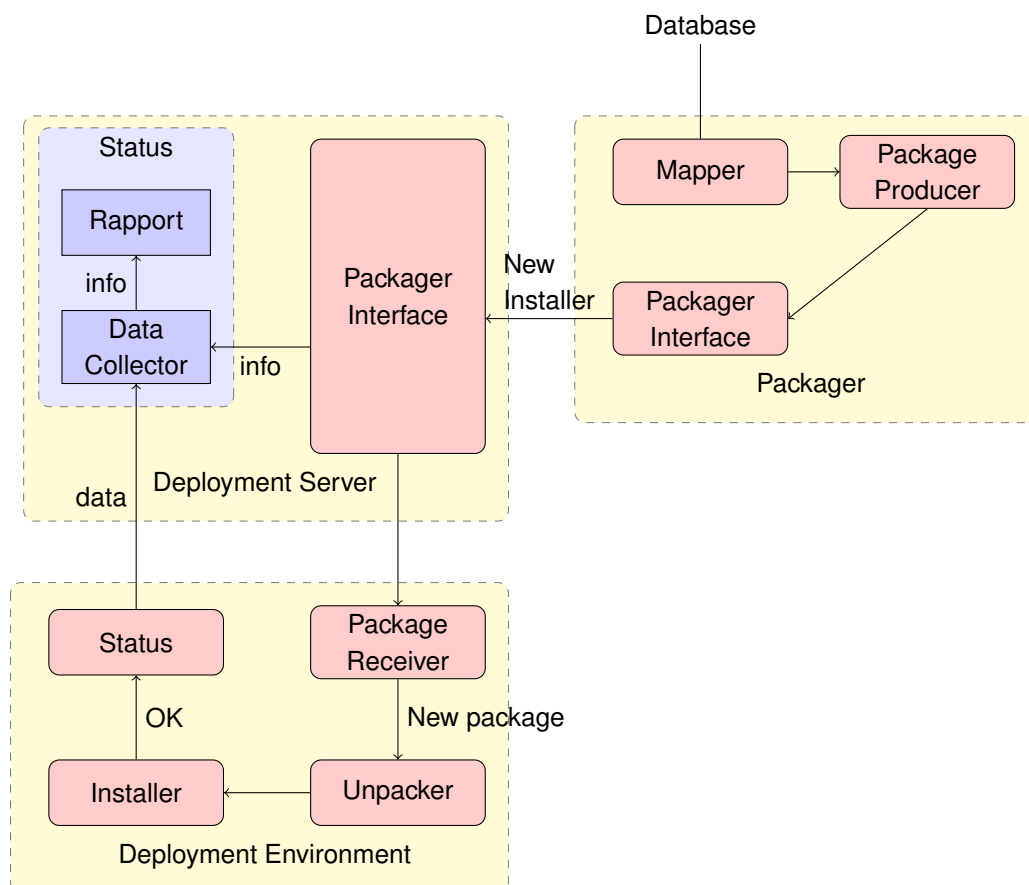 Database
Status
Rapport
info
Data
Collector
info
Packager
Interface
Deployment Server
New
Installer
Mapper
Package
Producer
Packager
Interface
Packager
data
Status
OK
Installer
Package
Receiver
New package
Unpacker
Deployment Environment